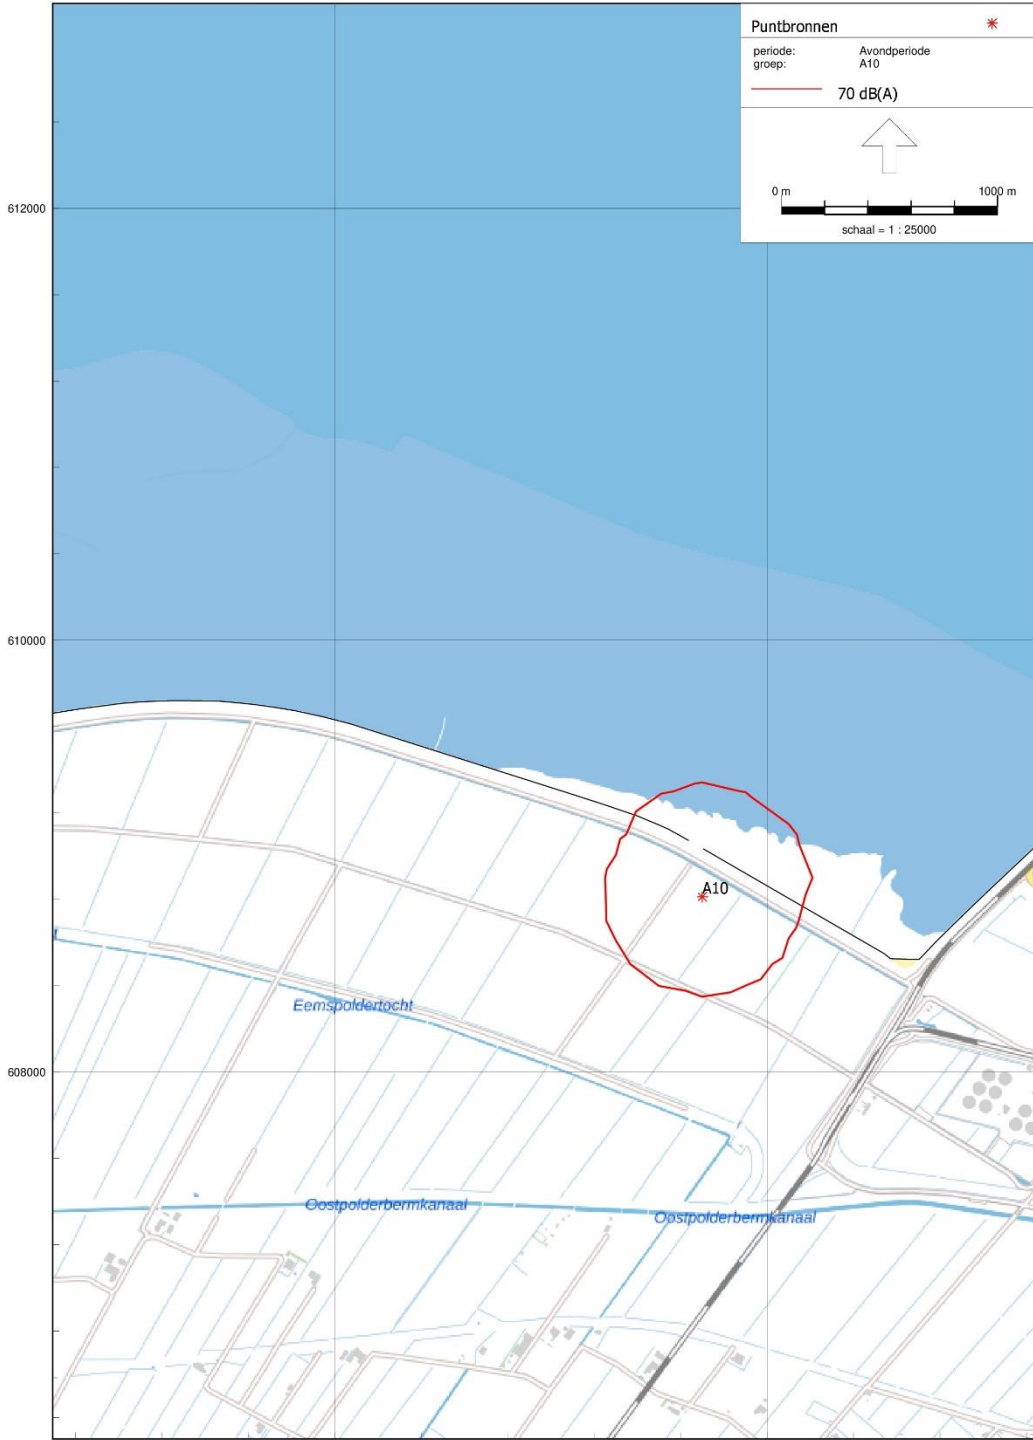 Puntbronnen
periode: Avondperiode
groep: A10
70 dB(A)
0 m 1000 m
schaal = 1 : 25000
612000
610000
A10
Eemspoldertocht
608000
Oostpolderbermkanaal
Oostpolderbermkanaal